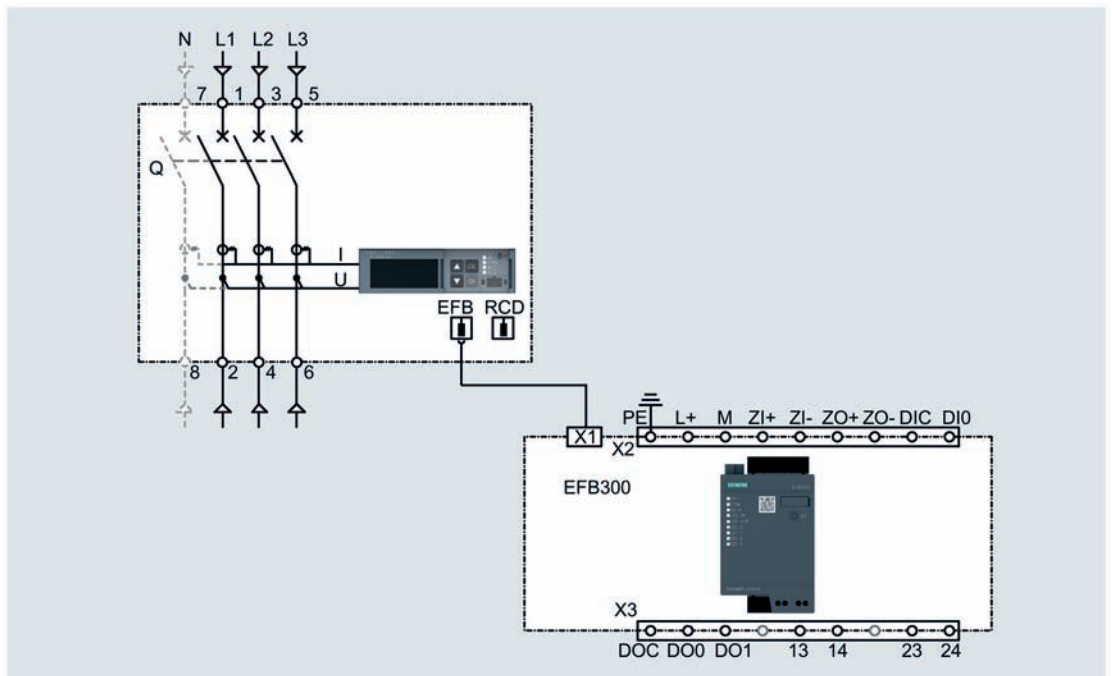 N L1 L2 L3
7 1 3 5
Q
I
U
EFB RCD
8 2 4 6
PE L+ M ZI+ ZI- ZO+ ZO- DIC DI0
X1
X2
EFB300
SIEMENS
X3
DOC DO0 DO1 13 14 23 24